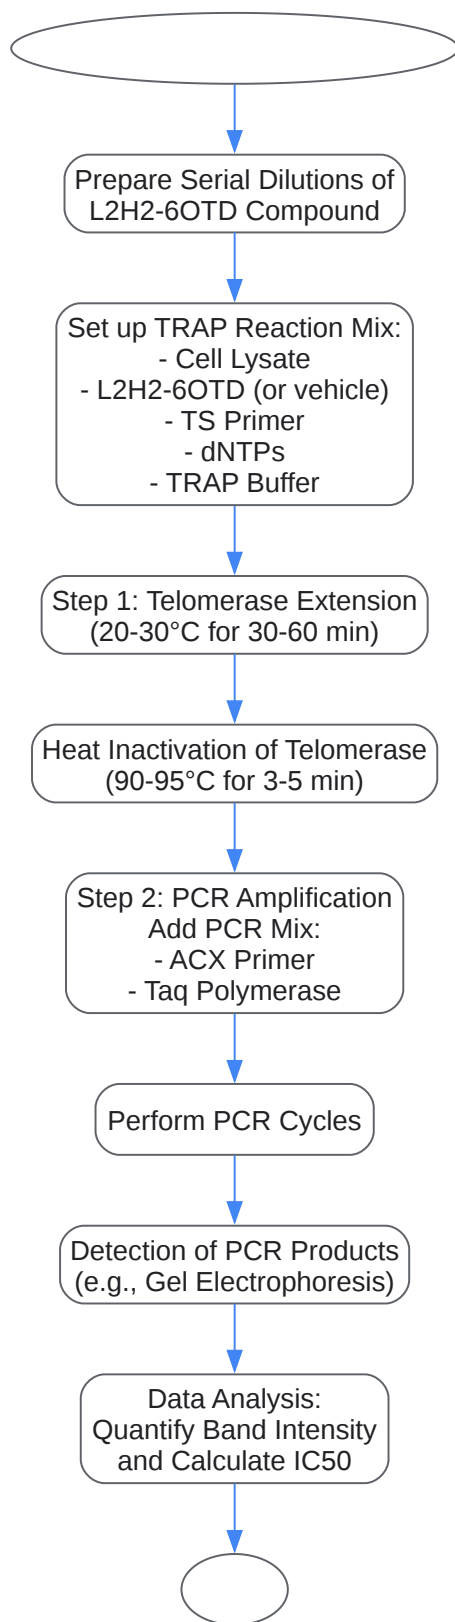 Prepare Serial Dilutions of
L2H2-6OTD Compound
Set up TRAP Reaction Mix:
- Cell Lysate
- L2H2-6OTD (or vehicle)
- TS Primer
- dNTPs
- TRAP Buffer
Step 1: Telomerase Extension
(20-30°C for 30-60 min)
Heat Inactivation of Telomerase
(90-95°C for 3-5 min)
Step 2: PCR Amplification
Add PCR Mix:
- ACX Primer
- Taq Polymerase
Perform PCR Cycles
Detection of PCR Products
(e.g., Gel Electrophoresis)
Data Analysis:
Quantify Band Intensity
and Calculate IC50